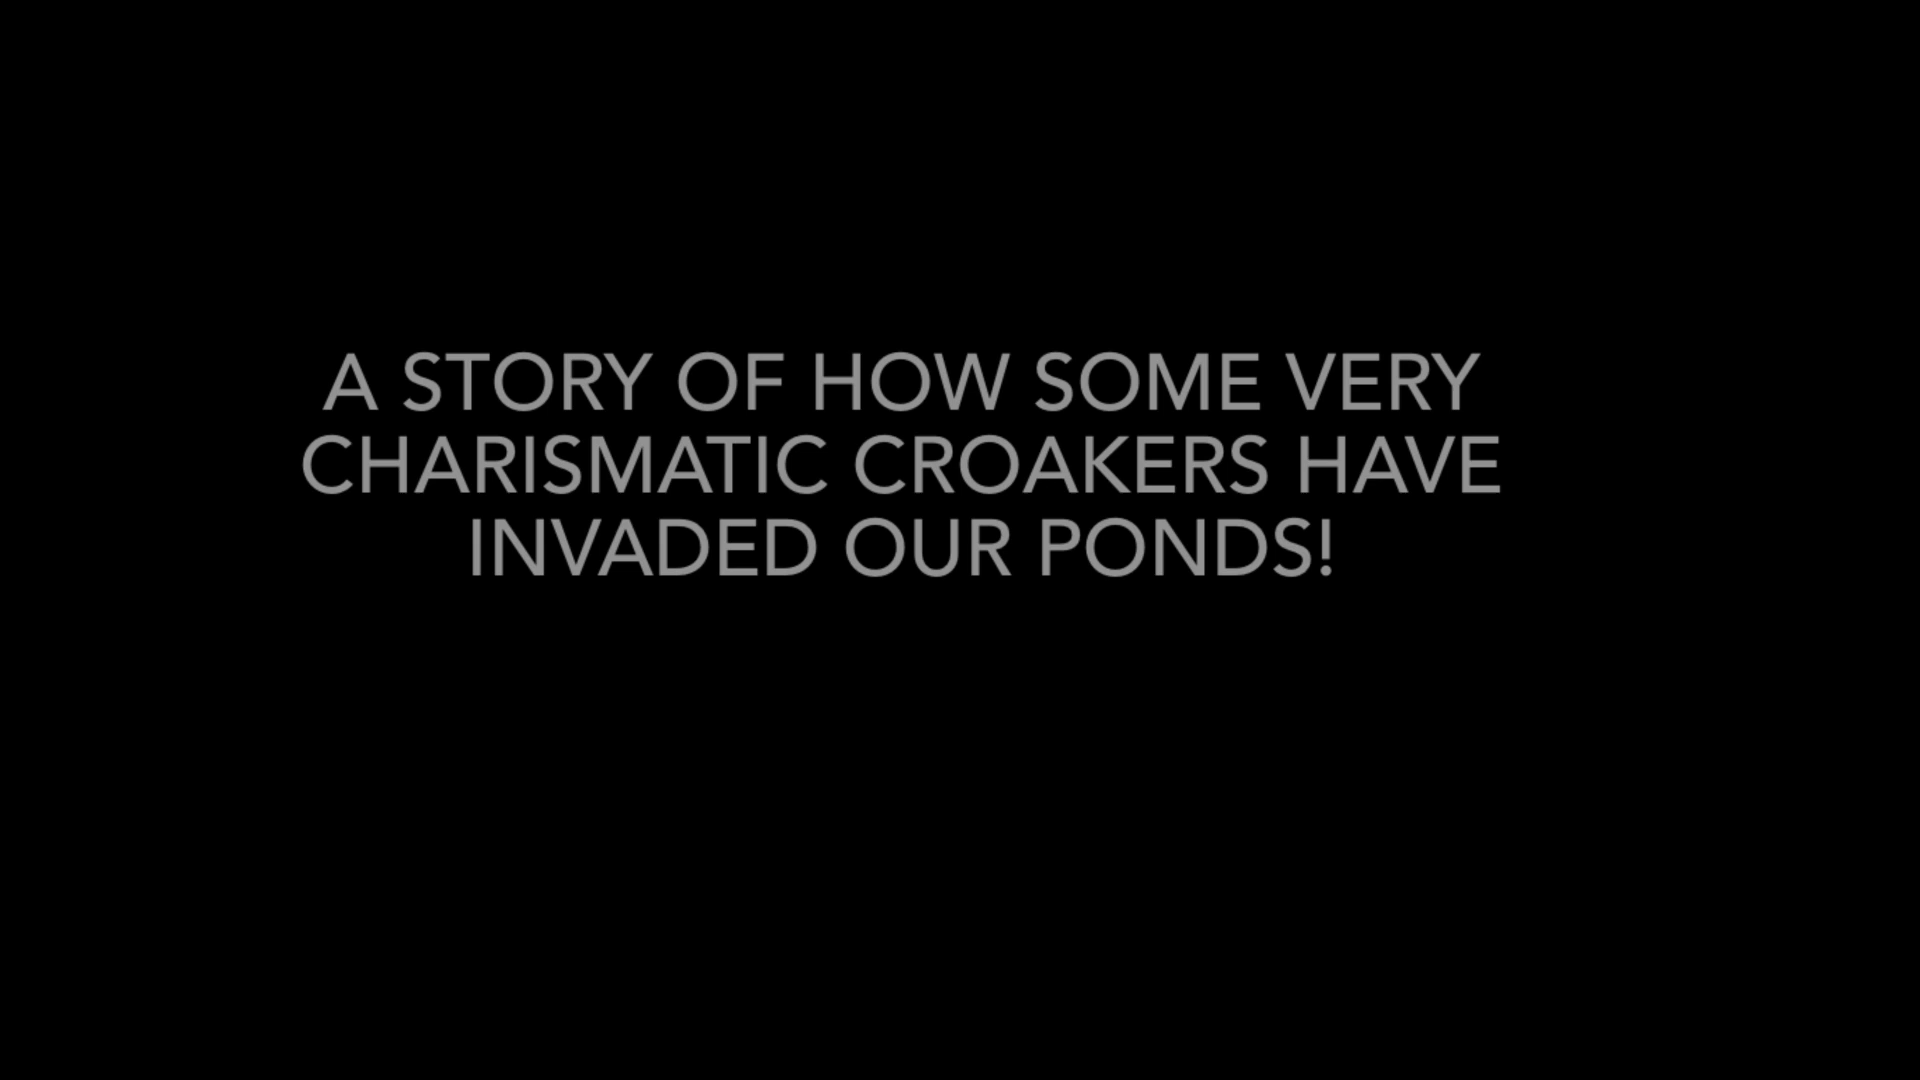 A STORY OF HOW SOME VERY
CHARISMATIC CROAKERS HAVE
INVADED OUR PONDS!